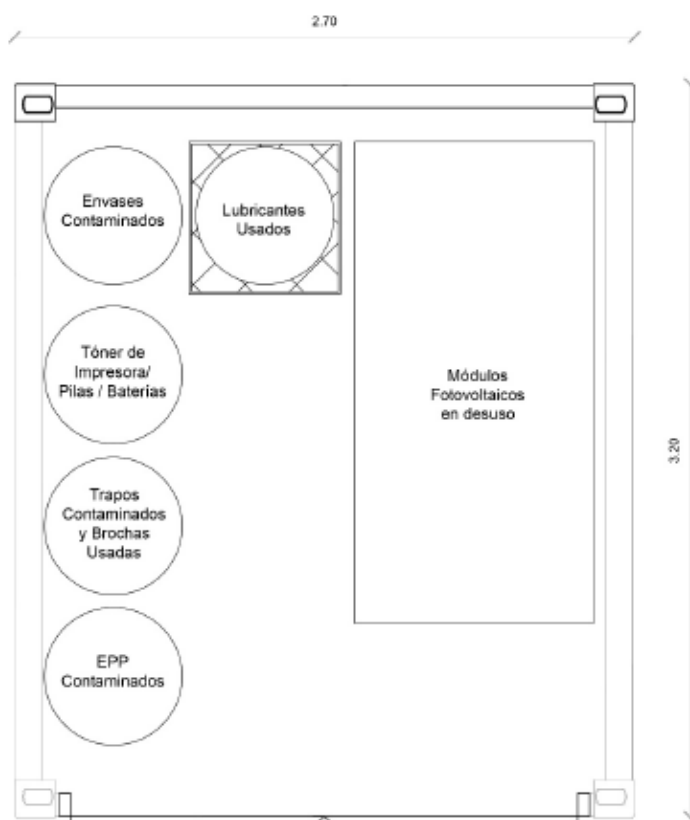 2.70
Envases
Contaminados
Lubricantes
Usados
Tóner de
Impresora/
Pilas / Baterías
Módulos
Fotovoltaicos
en desuso
3.20
Trapos
Contaminados
y Brochas
Usadas
EPP
Contaminados